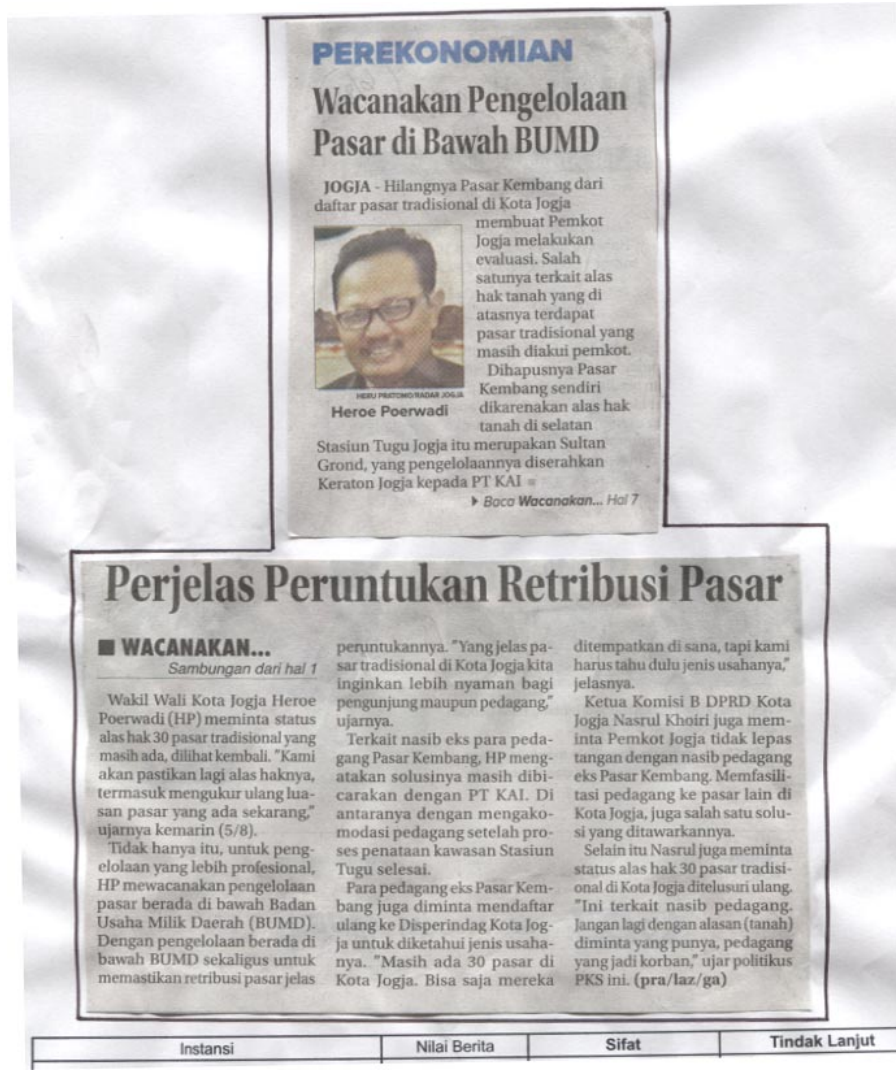 PEREKONOMIAN
Wacanakan Pengelolaan
Pasar di Bawah BUMD
JOGJA - Hilangnya Pasar Kembang dari
daftar pasar tradisional di Kota Jogja
membuat Pemkot
Jogja melakukan
evaluasi. Salah
satunya terkait alas
hak tanah yang di
atasnya terdapat
pasar tradisional yang
masih diakui pemkot.
Dihapusnya Pasar
Kembang sendiri
dikarenakan alas hak
tanah di selatan
HERU PRATOMO/RADAR JOGJA
Heroe Poerwadi
Stasiun Tugu Jogja itu merupakan Sultan
Grond, yang pengelolaannya diserahkan
Keraton Jogja kepada PT KAI
Baca Wacanakan... Hal 7
Perjelas Peruntukan Retribusi Pasar
WACANAKAN...
Sambungan dari hal 1
Wakil Wali Kota Jogja Heroe
Poerwadi (HP) meminta status
alas hak 30 pasar tradisional yang
masih ada, dilihat kembali. "Kami
akan pastikan lagi alas haknya,
termasuk mengukur ulang lua-
san pasar yang ada sekarang,"
ujarnya kemarin (5/8).
Tidak hanya itu, untuk peng-
elolaan yang lebih profesional,
HP mewacanakan pengelolaan
pasar berada di bawah Badan
Usaha Milik Daerah (BUMD).
Dengan pengelolaan berada di
bawah BUMD sekaligus untuk
memastikan retribusi pasar jelas
peruntukannya. "Yang jelas pa-
sar tradisional di Kota Jogja kita
inginkan lebih nyaman bagi
pengunjung maupun pedagang,"
ujarnya.
Terkait nasib eks para peda-
gang Pasar Kembang, HP meng-
atakan solusinya masih dibi-
carakan dengan PT KAI. Di
antaranya dengan mengako-
modasi pedagang setelah pro-
ses penataan kawasan Stasiun
Tugu selesai.
Para pedagang eks Pasar Kem-
bang juga diminta mendaftar
ulang ke Disperindag Kota Jog-
ja untuk diketahui jenis usaha-
nya. "Masih ada 30 pasar di
Kota Jogja. Bisa saja mereka
ditempatkan di sana, tapi kami
harus tahu dulu jenis usahanya,"
jelasnya.
Ketua Komisi B DPRD Kota
Jogja Nasrul Khoiri juga mem-
inta Pemkot Jogja tidak lepas
tangan dengan nasib pedagang
eks Pasar Kembang. Memfasili-
tasi pedagang ke pasar lain di
Kota Jogja, juga salah satu solu-
si yang ditawarkannya.
Selain itu Nasrul juga meminta
status alas hak 30 pasar tradisi-
onal di Kota Jogja ditelusuri ulang.
"Ini terkait nasib pedagang.
Jangan lagi dengan alasan (tanah)
diminta yang punya, pedagang
yang jadi korban," ujar politikus
PKS ini. (pra/laz/ga)
Instansi
Nilai Berita
Sifat
Tindak Lanjut